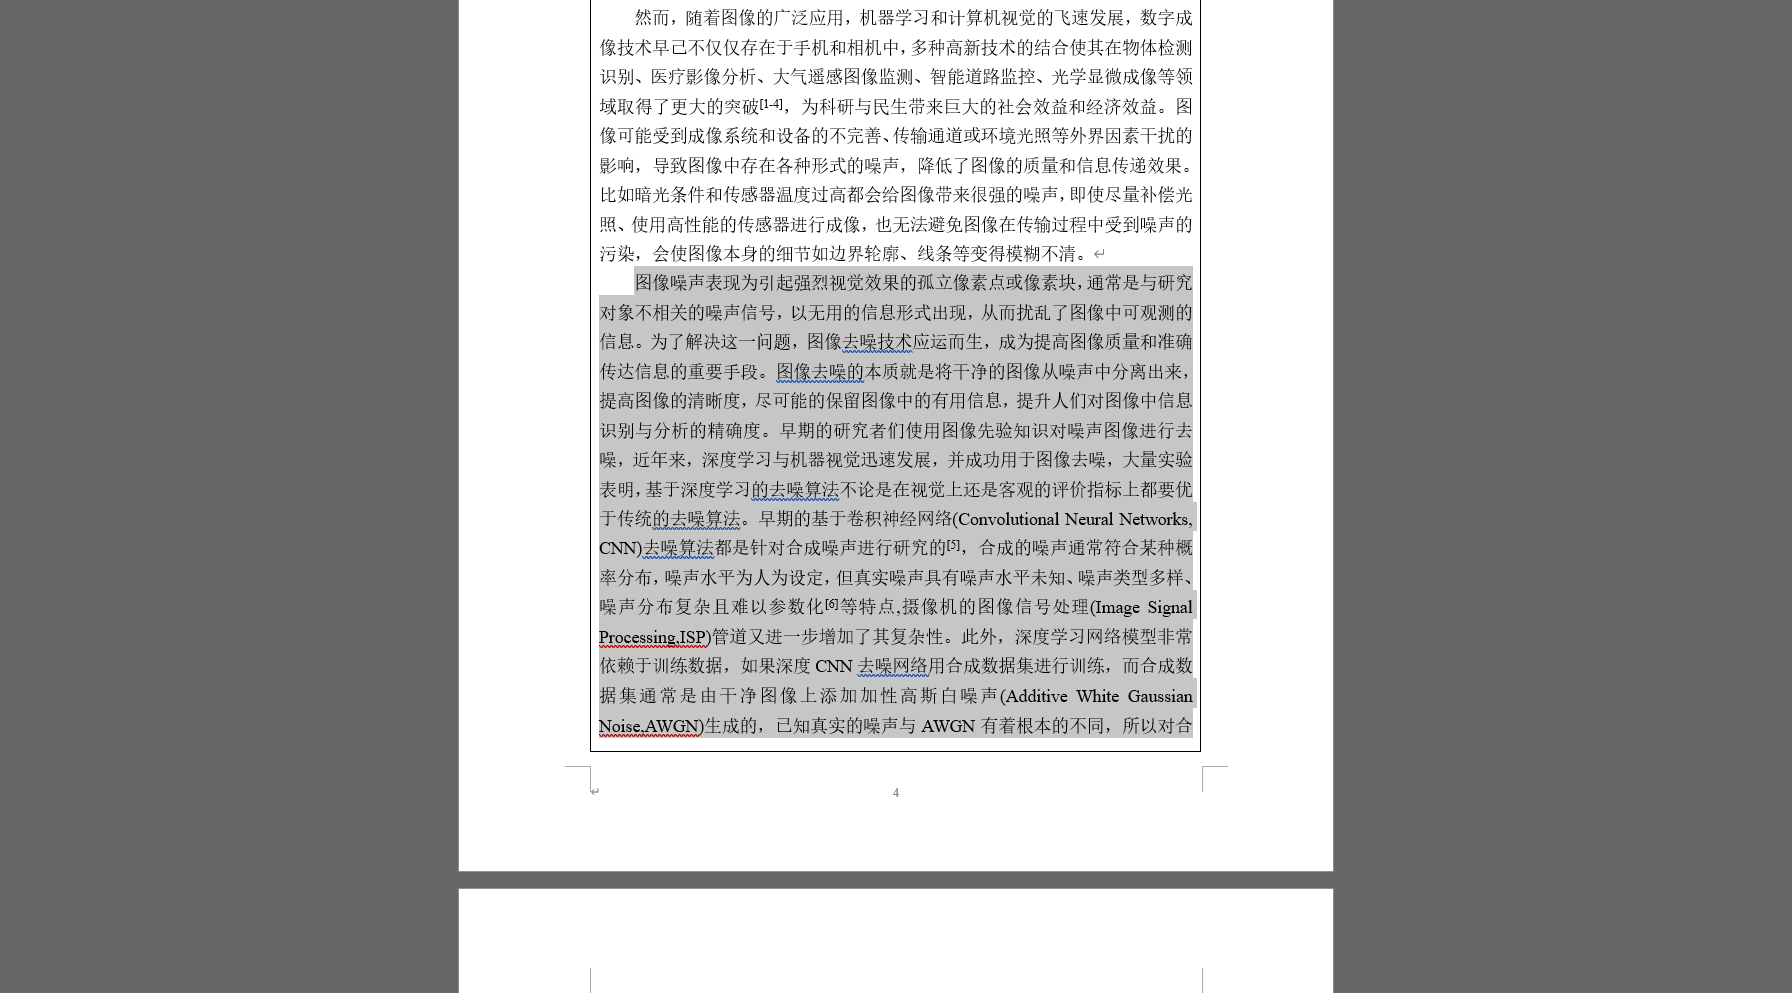 然而，随着图像的广泛应用，机器学习和计算机视觉的飞速发展，数字成
像技术早已不仅仅存在于手机和相机中，多种高新技术的结合使其在物体检测
识别、医疗影像分析、大气遥感图像监测、智能道路监控、光学显微成像等领
域取得了更大的突破[1-4]，为科研与民生带来巨大的社会效益和经济效益。图
像可能受到成像系统和设备的不完善、传输通道或环境光照等外界因素干扰的
影响，导致图像中存在各种形式的噪声，降低了图像的质量和信息传递效果。
比如暗光条件和传感器温度过高都会给图像带来很强的噪声，即使尽量补偿光
照、使用高性能的传感器进行成像，也无法避免图像在传输过程中受到噪声的
污染，会使图像本身的细节如边界轮廓、线条等变得模糊不清。↵
图像噪声表现为引起强烈视觉效果的孤立像素点或像素块，通常是与研究
对象不相关的噪声信号，以无用的信息形式出现，从而扰乱了图像中可观测的
信息。为了解决这一问题，图像去噪技术应运而生，成为提高图像质量和准确
传达信息的重要手段。图像去噪的本质就是将干净的图像从噪声中分离出来，
提高图像的清晰度，尽可能的保留图像中的有用信息，提升人们对图像中信息
识别与分析的精确度。早期的研究者们使用图像先验知识对噪声图像进行去
噪，近年来，深度学习与机器视觉迅速发展，并成功用于图像去噪，大量实验
表明，基于深度学习的去噪算法不论是在视觉上还是客观的评价指标上都要优
于传统的去噪算法。早期的基于卷积神经网络(Convolutional Neural Networks,
CNN)去噪算法都是针对合成噪声进行研究的[5]，合成的噪声通常符合某种概
率分布，噪声水平为人为设定，但真实噪声具有噪声水平未知、噪声类型多样、
噪声分布复杂且难以参数化[6]等特点,摄像机的图像信号处理(Image Signal
Processing,ISP)管道又进一步增加了其复杂性。此外，深度学习网络模型非常
依赖于训练数据，如果深度 CNN 去噪网络用合成数据集进行训练，而合成数
据集通常是由干净图像上添加加性高斯白噪声(Additive White Gaussian
Noise,AWGN)生成的，已知真实的噪声与 AWGN 有着根本的不同，所以对合
↵
4